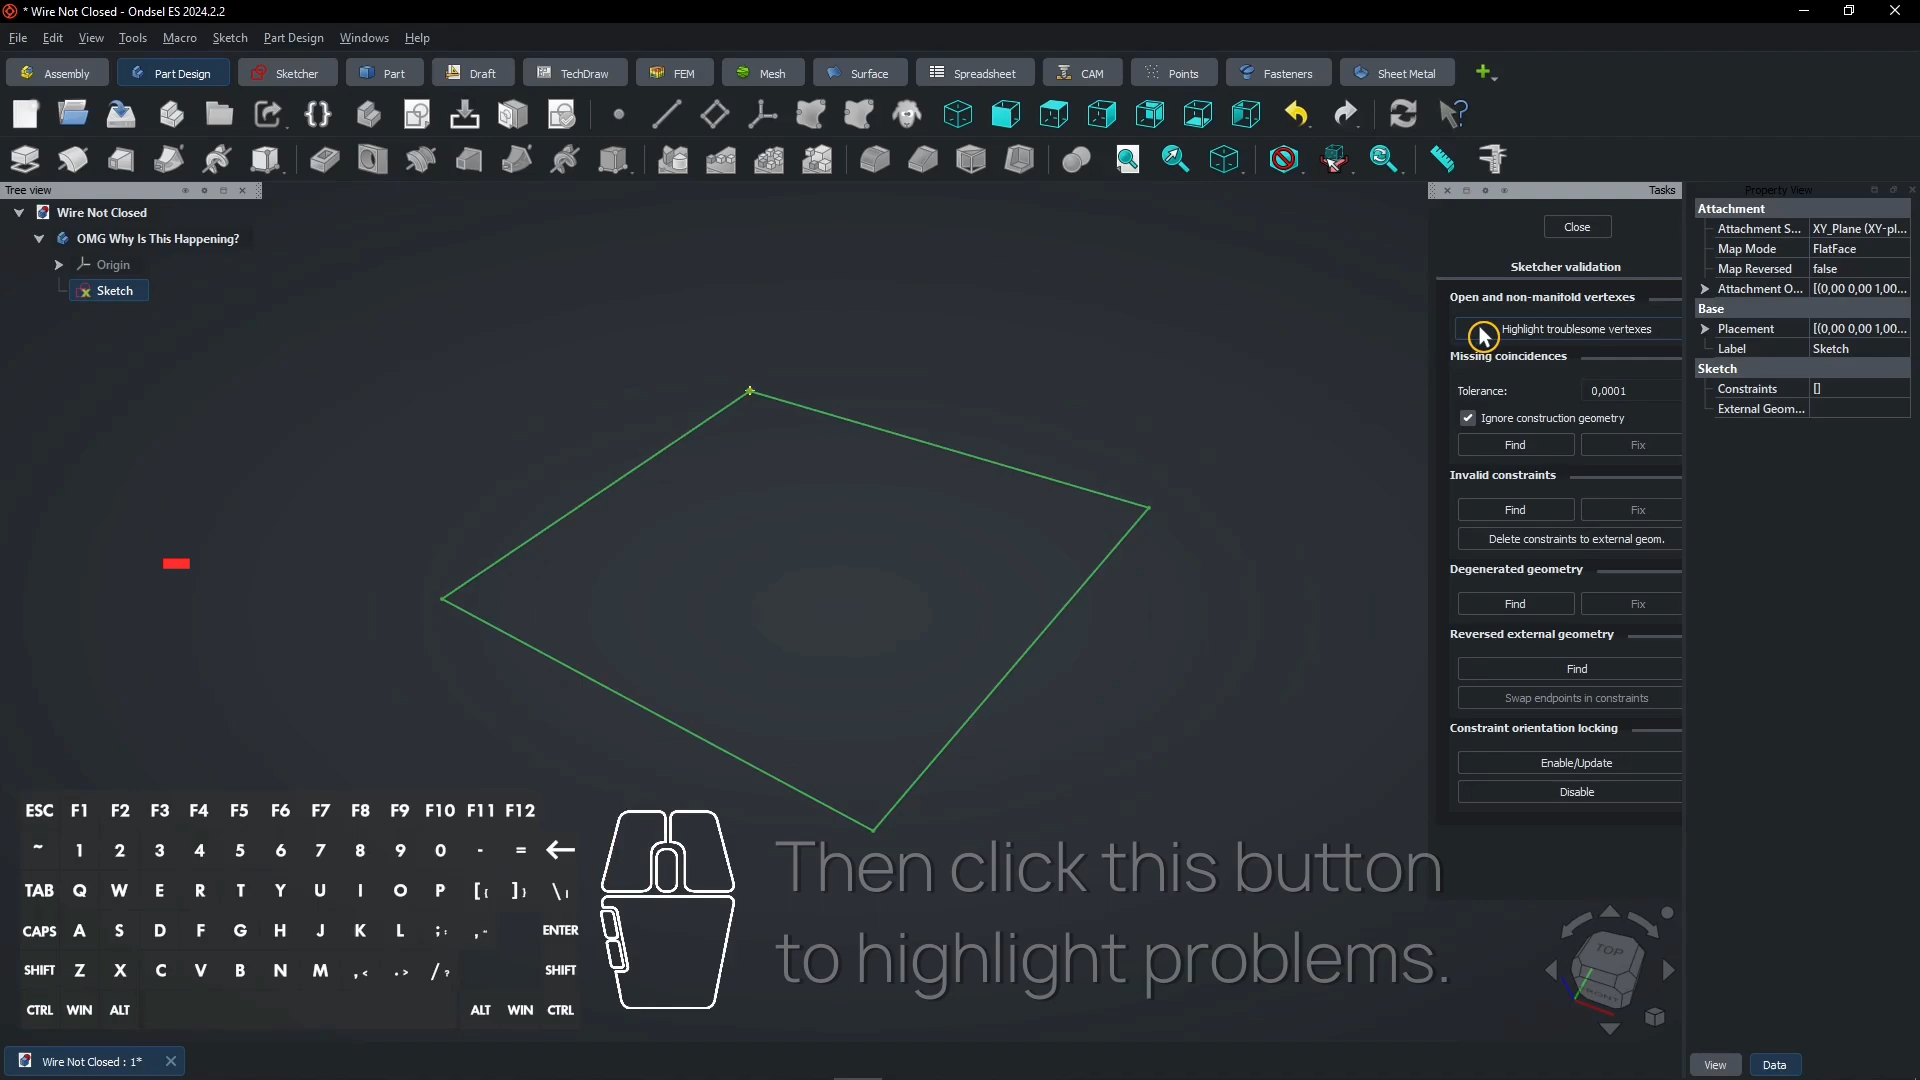 * Wire Not Closed - Ondsel ES 2024.2.2
File Edit View Tools Macro Sketch Part Design Windows Help
Assembly Part Design Sketcher Part Draft TechDraw FEM Mesh Surface Spreadsheet CAM Points Fasteners Sheet Metal
Tree view
Wire Not Closed
OMG Why Is This Happening?
Origin
Sketch
Tasks
Close
Sketcher validation
Open and non-manifold vertexes
Highlight troublesome vertexes
Missing coincidences
Tolerance: 0,0001
Ignore construction geometry
Find Fix
Invalid constraints
Find Fix
Delete constraints to external geom.
Degenerated geometry
Find Fix
Reversed external geometry
Find
Swap endpoints in constraints
Constraint orientation locking
Enable/Update
Disable
Property View
Attachment
Attachment S... XY_Plane (XY-pl...
Map Mode FlatFace
Map Reversed false
Attachment O... [(0,00 0,00 1,00...
Base
Placement [(0,00 0,00 1,00...
Label Sketch
Sketch
Constraints []
External Geom...
ESC F1 F2 F3 F4 F5 F6 F7 F8 F9 F10 F11 F12
~ 1 2 3 4 5 6 7 8 9 0 - = ←
TAB Q W E R T Y U I O P [{ ]} \|
CAPS A S D F G H J K L ;: ," ENTER
SHIFT Z X C V B N M ,< .> /? SHIFT
CTRL WIN ALT ALT WIN CTRL
Then click this button
to highlight problems.
TOP
FRONT
Wire Not Closed : 1*
View Data